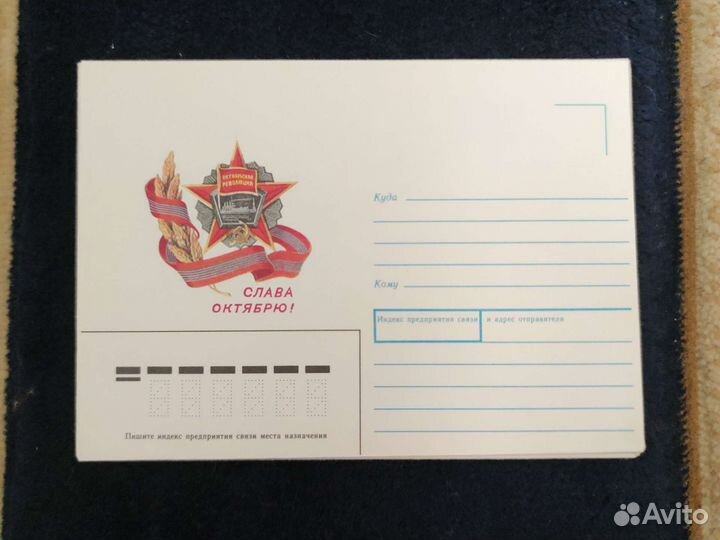 ОКТЯБРЬСКАЯ
РЕВОЛЮЦИЯ
СЛАВА
ОКТЯБРЮ!
Куда
Кому
Индекс предприятия связи и адрес отправителя
Пишите индекс предприятия связи места назначения
Avito